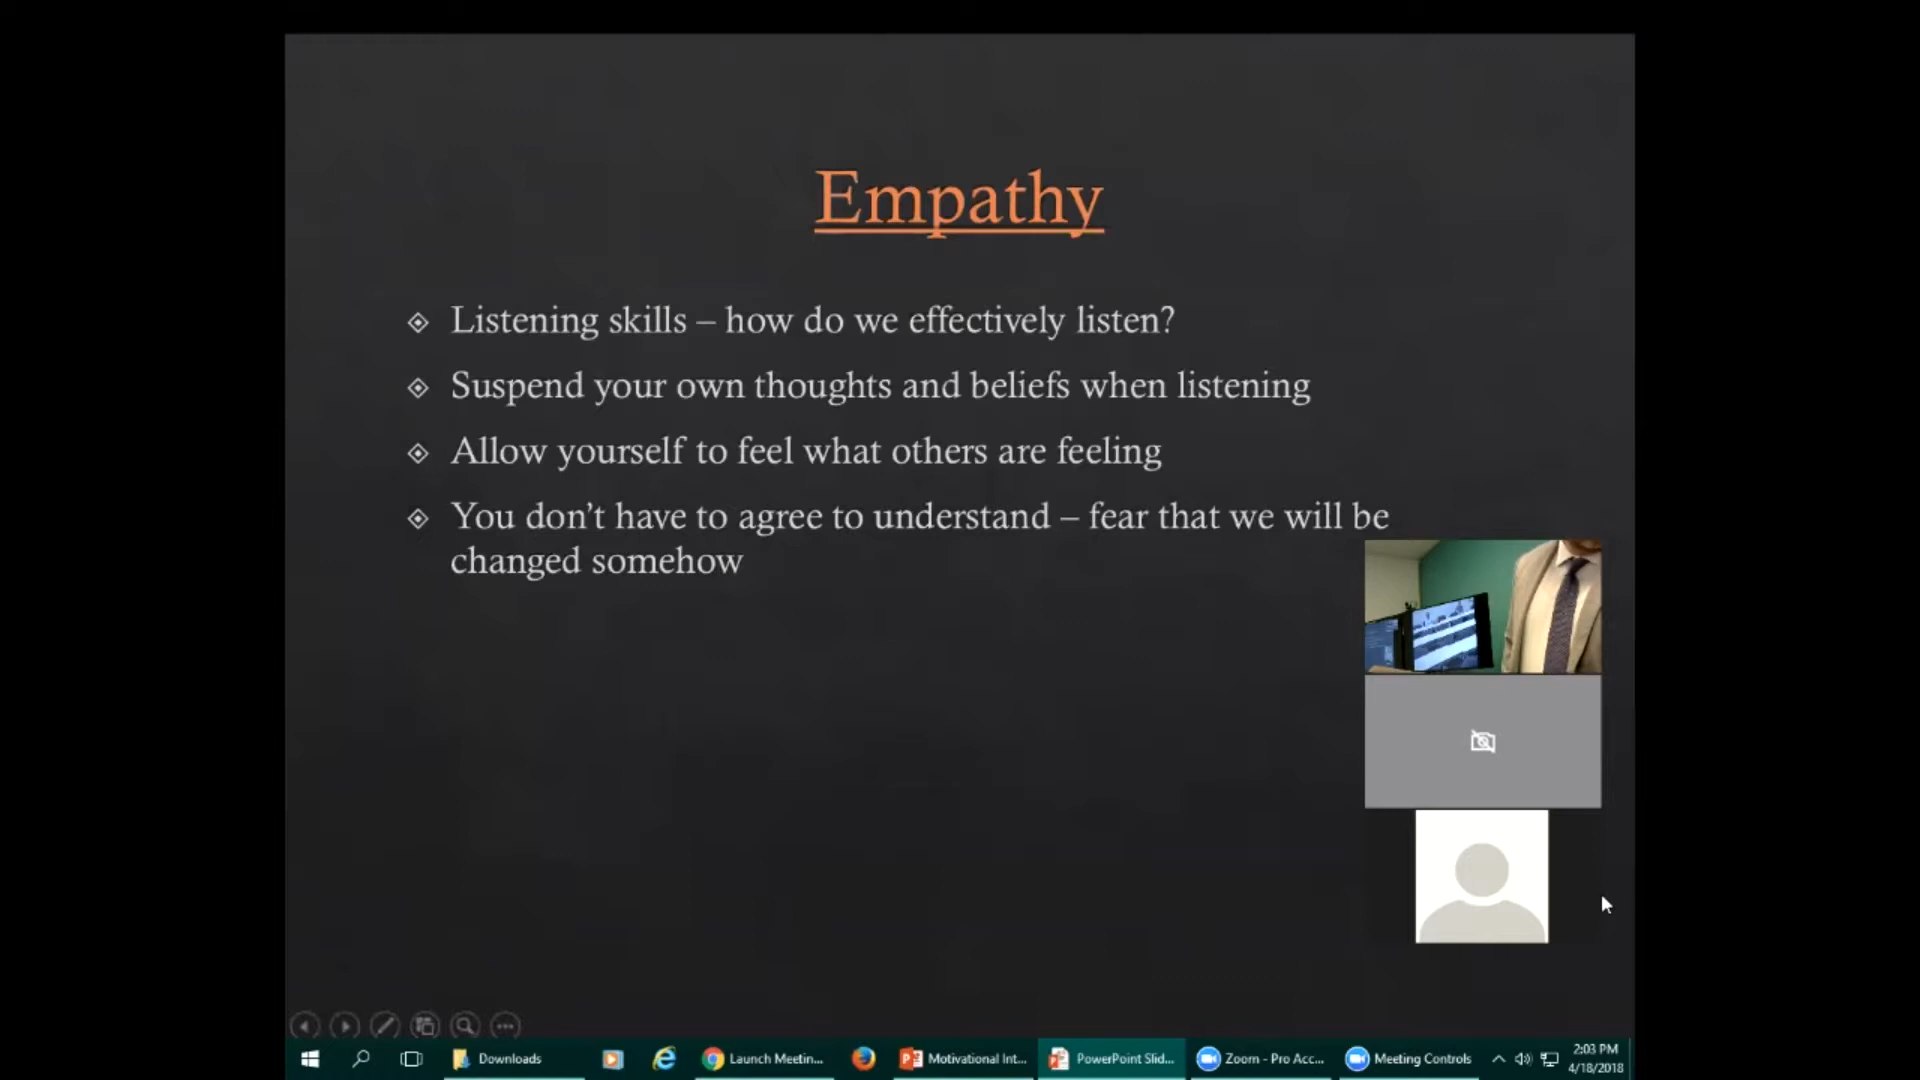 Empathy
Listening skills – how do we effectively listen?
Suspend your own thoughts and beliefs when listening
Allow yourself to feel what others are feeling
You don't have to agree to understand – fear that we will be
changed somehow
Downloads
Launch Meetin...
Motivational Int...
PowerPoint Slid...
Zoom - Pro Acc...
Meeting Controls
2:03 PM
4/18/2018